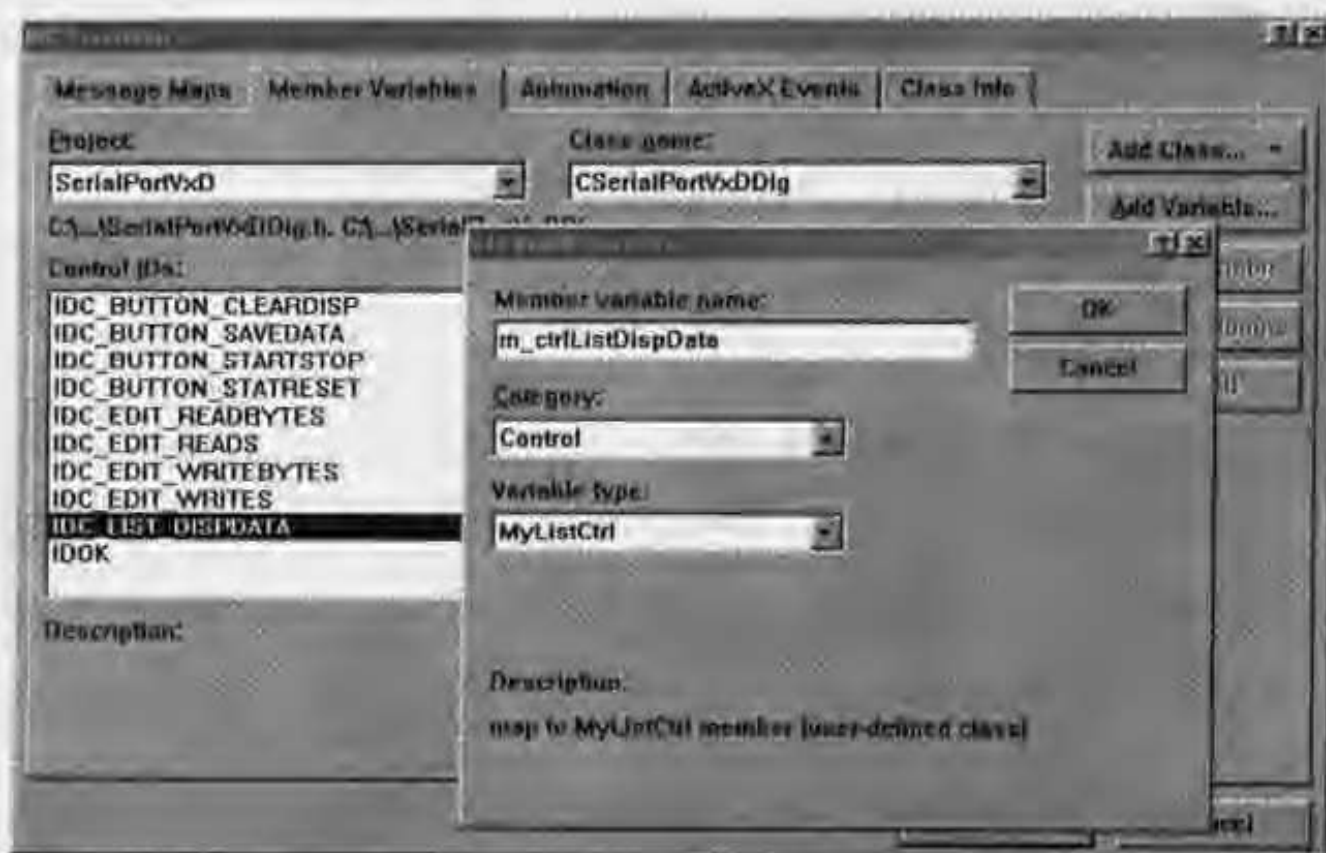 Message Maps Member Variables Automation ActiveX Events Class Info
Project:
Class name:
Add Class...
SerialPortVxD
CSerialPortVxDDlg
Add Variable...
C:\...\SerialPortVxDDlg.h, C:\...\Serial
Control IDs:
IDC_BUTTON_CLEARDISP
IDC_BUTTON_SAVEDATA
IDC_BUTTON_STARTSTOP
IDC_BUTTON_STATRESET
IDC_EDIT_READBYTES
IDC_EDIT_READS
IDC_EDIT_WRITEBYTES
IDC_EDIT_WRITES
IDC_LIST_DISPDATA
IDOK
Description:
Member variable name:
m_ctrlListDispData
OK
Cancel
Category:
Control
Variable type:
MyListCtrl
Description:
map to MyListCtrl member (user-defined class)